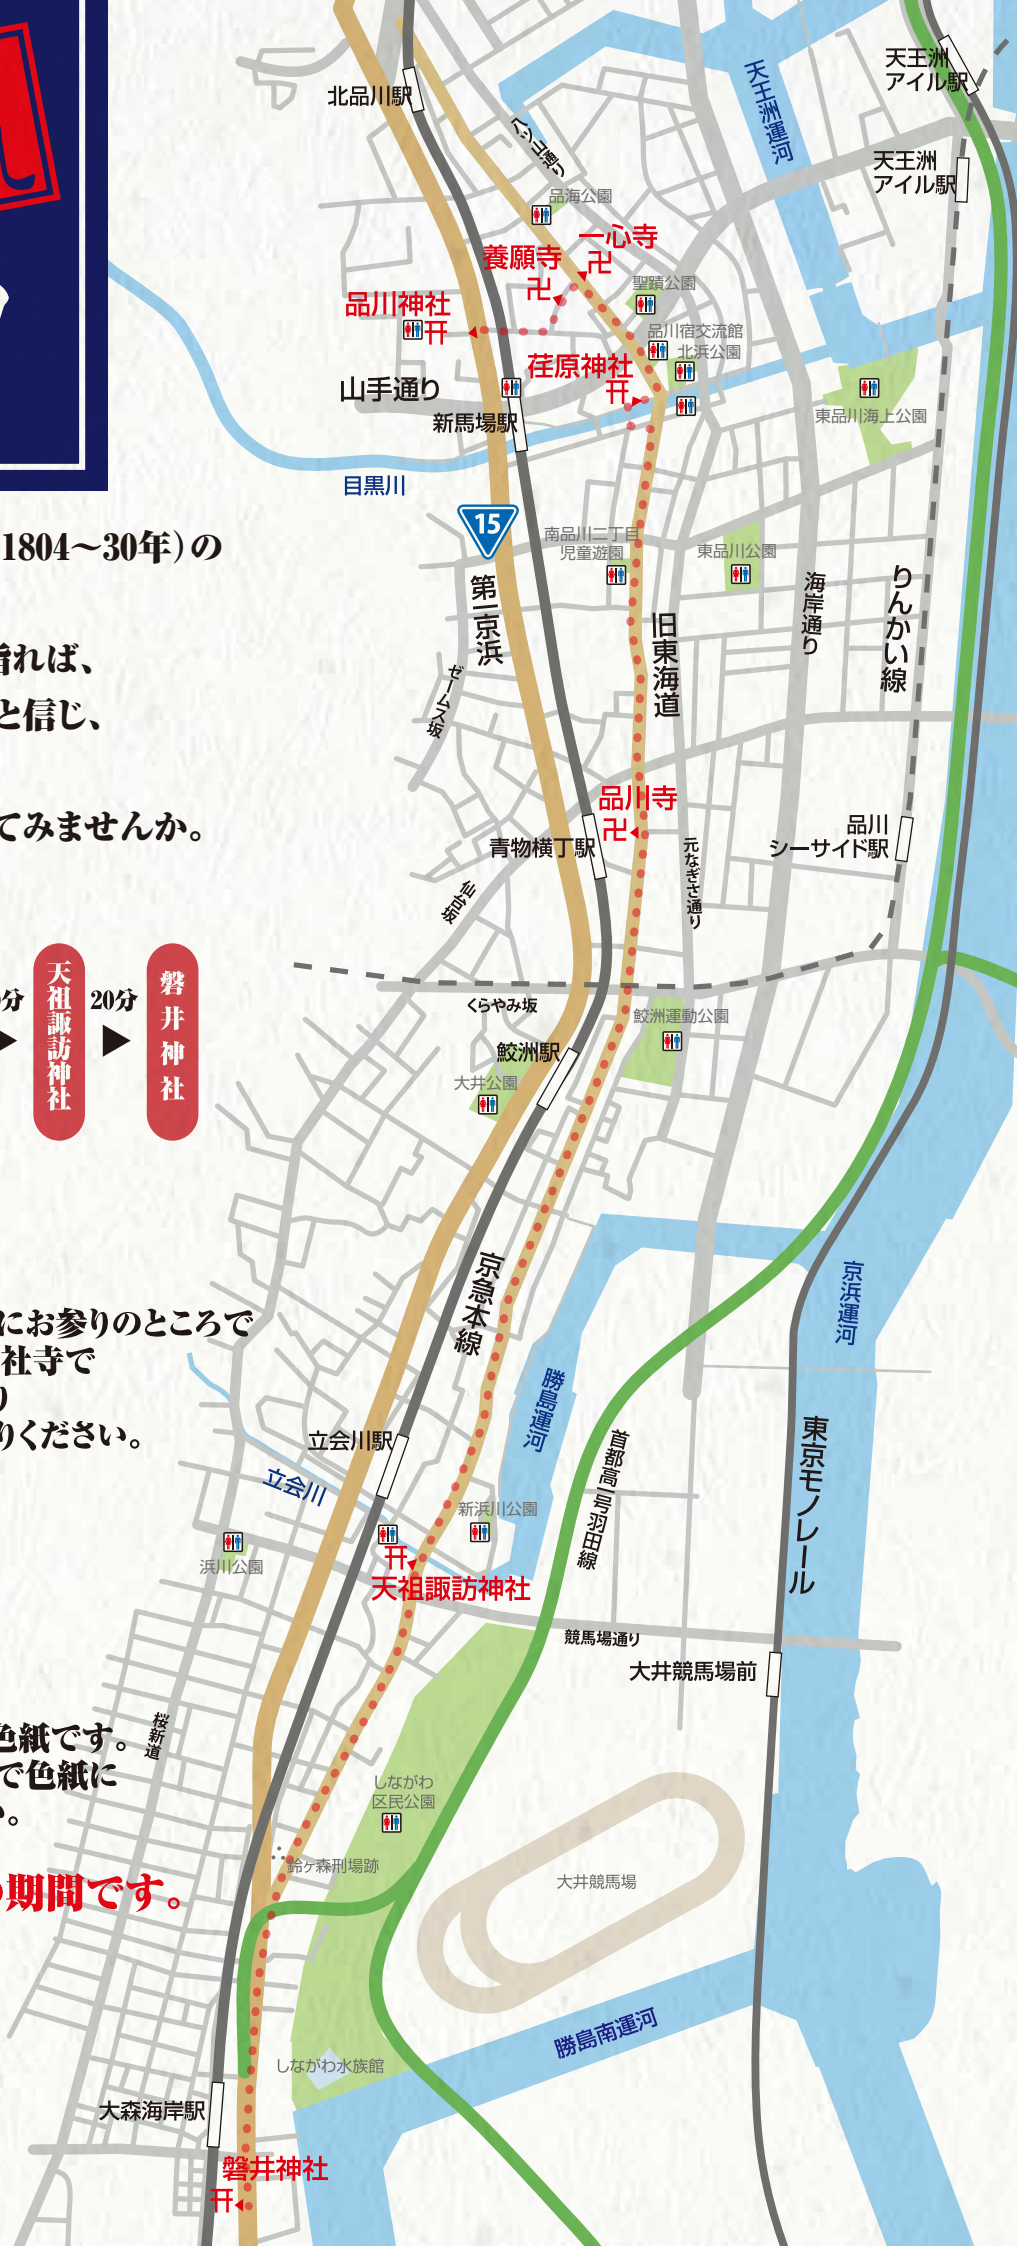 1804～30年）の
れば、
と信じ、
てみませんか。
分
天祖諏訪神社
20分
磐井神社
にお参りのところで
社寺で
りください。
色紙です。
で色紙に
い。
期間です。
北品川駅
八ツ山通り
天王洲運河
天王洲
アイル駅
天王洲
アイル駅
品海公園
一心寺
養願寺
聖蹟公園
品川神社
品川宿交流館
北浜公園
荏原神社
山手通り
新馬場駅
東品川海上公園
目黒川
15
第一京浜
南品川二丁目
児童遊園
東品川公園
海岸通り
りんかい線
旧東海道
ゼームス坂
品川寺
青物横丁駅
元なぎさ通り
品川
シーサイド駅
仙台坂
くらやみ坂
鮫洲運動公園
鮫洲駅
大井公園
京急本線
京浜運河
勝島運河
首都高一号羽田線
東京モノレール
立会川駅
立会川
新浜川公園
浜川公園
天祖諏訪神社
競馬場通り
大井競馬場前
桜新道
しながわ
区民公園
鈴ヶ森刑場跡
大井競馬場
勝島南運河
しながわ水族館
大森海岸駅
磐井神社